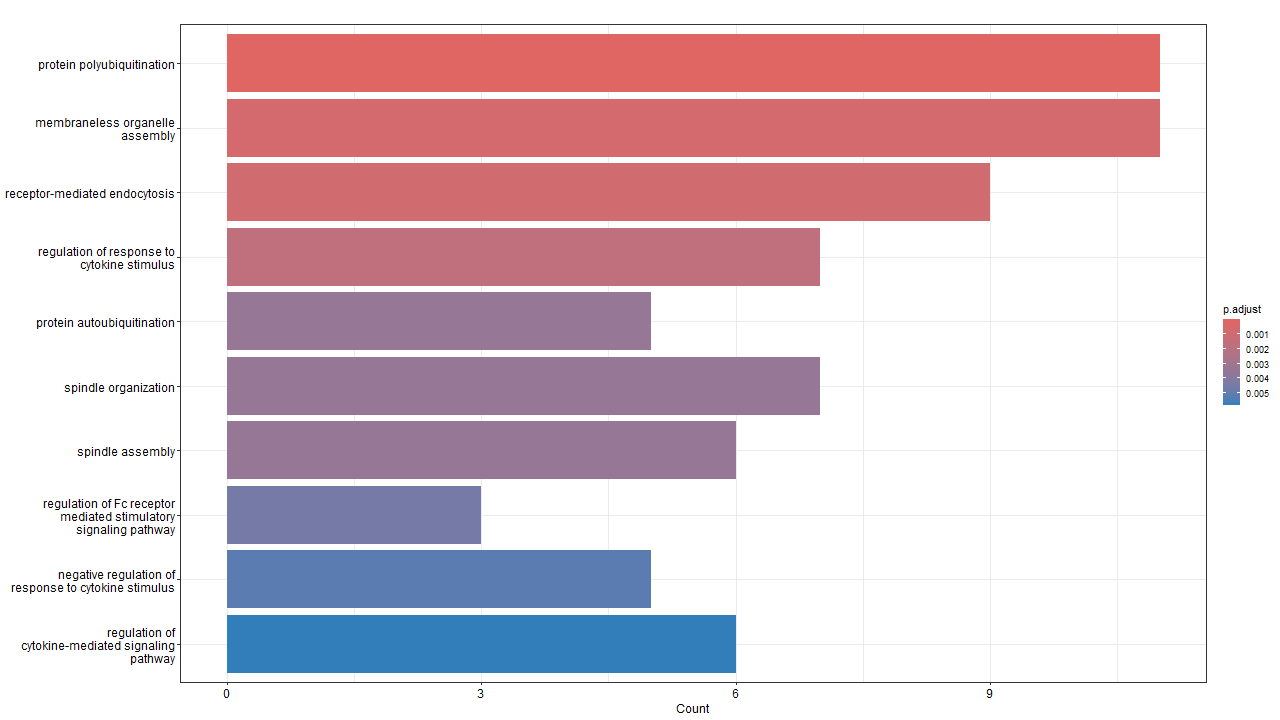 protein polyubiquitination
membraneless organelle
assembly
receptor-mediated endocytosis
regulation of response to
cytokine stimulus
protein autoubiquitination
spindle organization
spindle assembly
regulation of Fc receptor
mediated stimulatory
signaling pathway
negative regulation of
response to cytokine stimulus
regulation of
cytokine-mediated signaling
pathway
0 3 6 9
Count
p.adjust
0.001
0.002
0.003
0.004
0.005